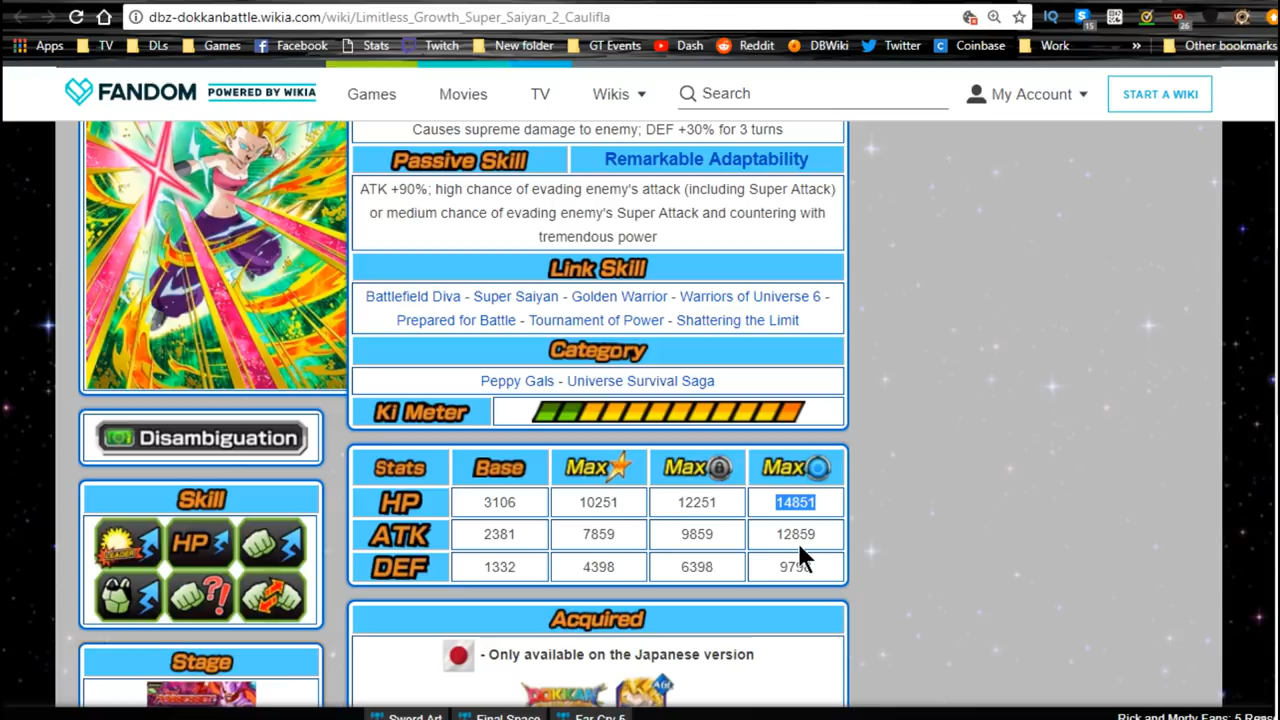 dbz-dokkanbattle.wikia.com/wiki/Limitless_Growth_Super_Saiyan_2_Caulifla
IQ 15 26
Apps TV DLs Games Facebook Stats Twitch New folder GT Events Dash Reddit DBWiki Twitter Coinbase Work » Other bookmarks
FANDOM POWERED BY WIKIA Games Movies TV Wikis Search My Account START A WIKI
Causes supreme damage to enemy; DEF +30% for 3 turns
Passive Skill Remarkable Adaptability
ATK +90%; high chance of evading enemy's attack (including Super Attack)
or medium chance of evading enemy's Super Attack and countering with
tremendous power
Link Skill
Battlefield Diva - Super Saiyan - Golden Warrior - Warriors of Universe 6 -
Prepared for Battle - Tournament of Power - Shattering the Limit
Category
Peppy Gals - Universe Survival Saga
Ki Meter
Disambiguation
Stats Base Max Max Max
HP 3106 10251 12251 14851
ATK 2381 7859 9859 12859
DEF 1332 4398 6398
Skill
LEADER HP
Acquired
- Only available on the Japanese version
DOKKAN
Stage
Sword Art Final Space Far Cry 5 Rick and Morty Fans: 5 Reas